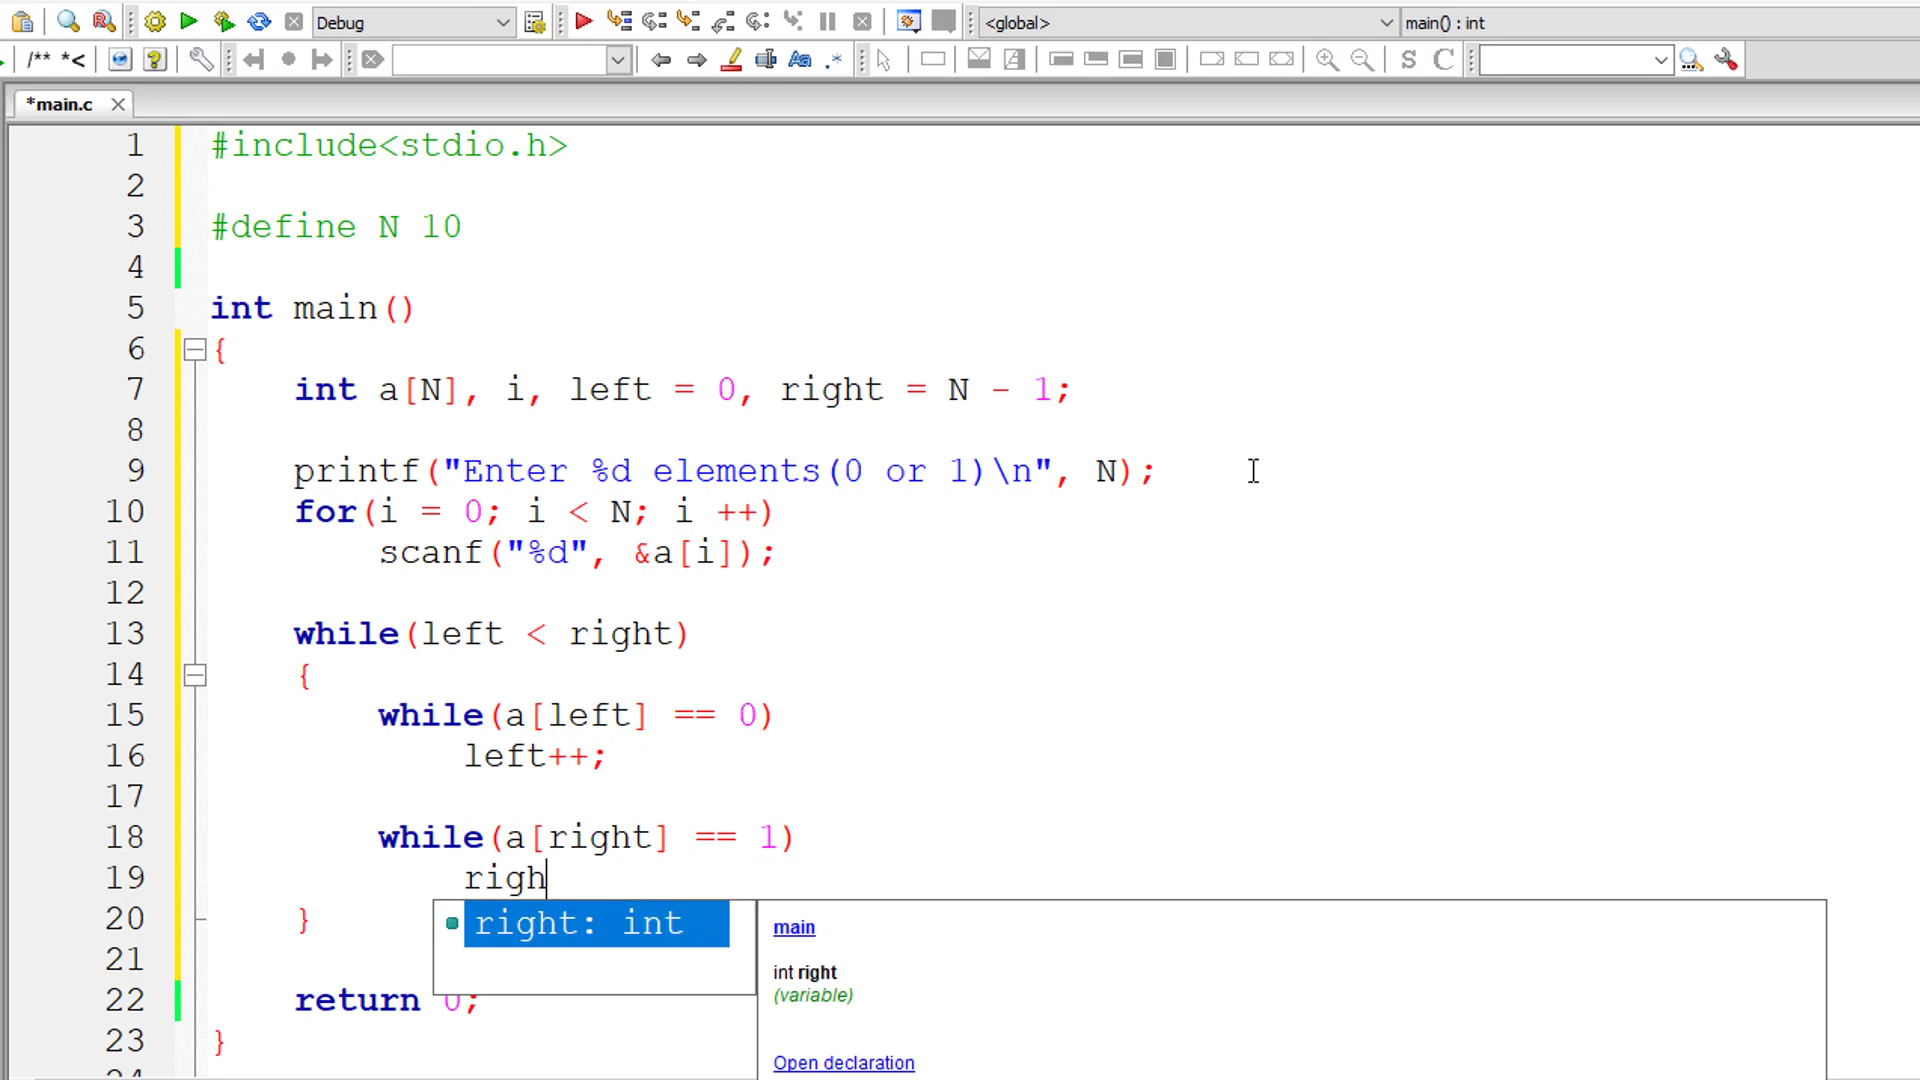 Debug
<global>
main() : int
/** *<
*main.c
1 #include<stdio.h>
2
3 #define N 10
4
5 int main()
6 {
7 int a[N], i, left = 0, right = N - 1;
8
9 printf("Enter %d elements(0 or 1)\n", N);
10 for(i = 0; i < N; i ++)
11 scanf("%d", &a[i]);
12
13 while(left < right)
14 {
15 while(a[left] == 0)
16 left++;
17
18 while(a[right] == 1)
19 righ
20 }
right: int
main
int right
(variable)
Open declaration
21
22 return 0;
23 }
24